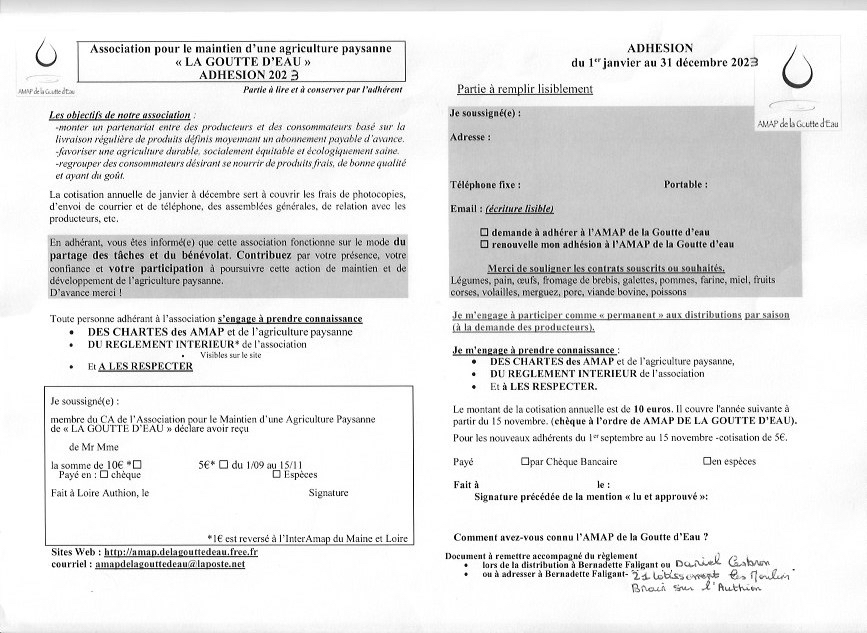 AMAP de la Goutte d'Eau
Association pour le maintien d'une agriculture paysanne
« LA GOUTTE D'EAU »
ADHESION 2023
Partie à lire et à conserver par l'adhérent
Les objectifs de notre association :
-monter un partenariat entre des producteurs et des consommateurs basé sur la
livraison régulière de produits définis moyennant un abonnement payable d'avance.
-favoriser une agriculture durable, socialement équitable et écologiquement saine.
-regrouper des consommateurs désirant se nourrir de produits frais, de bonne qualité
et ayant du goût.
La cotisation annuelle de janvier à décembre sert à couvrir les frais de photocopies,
d'envoi de courrier et de téléphone, des assemblées générales, de relation avec les
producteurs, etc.
En adhérant, vous êtes informé(e) que cette association fonctionne sur le mode du
partage des tâches et du bénévolat. Contribuez par votre présence, votre
confiance et votre participation à poursuivre cette action de maintien et de
développement de l'agriculture paysanne.
D'avance merci !
Toute personne adhérant à l'association s'engage à prendre connaissance
• DES CHARTES des AMAP et de l'agriculture paysanne
• DU REGLEMENT INTERIEUR* de l'association
• Visibles sur le site
• Et A LES RESPECTER
Je soussigné(e) :
membre du CA de l'Association pour le Maintien d'une Agriculture Paysanne
de « LA GOUTTE D'EAU » déclare avoir reçu
de Mr Mme
la somme de 10€ *☐ 5€* ☐ du 1/09 au 15/11
Payé en : ☐ chèque ☐ Espèces
Fait à Loire Authion, le Signature
*1€ est reversé à l'InterAmap du Maine et Loire
Sites Web : http://amap.delagouttedeau.free.fr
courriel : amapdelagouttedeau@laposte.net
ADHESION
du 1er janvier au 31 décembre 2023
AMAP de la Goutte d'Eau
Partie à remplir lisiblement
Je soussigné(e) :
Adresse :
Téléphone fixe : Portable :
Email : (écriture lisible)
☐ demande à adhérer à l'AMAP de la Goutte d'eau
☐ renouvelle mon adhésion à l'AMAP de la Goutte d'eau
Merci de souligner les contrats souscrits ou souhaités.
Légumes, pain, œufs, fromage de brebis, galettes, pommes, farine, miel, fruits
corses, volailles, merguez, porc, viande bovine, poissons
Je m'engage à participer comme « permanent » aux distributions par saison
(à la demande des producteurs).
Je m'engage à prendre connaissance :
• DES CHARTES des AMAP et de l'agriculture paysanne,
• DU REGLEMENT INTERIEUR de l'association
• Et à LES RESPECTER.
Le montant de la cotisation annuelle est de 10 euros. Il couvre l'année suivante à
partir du 15 novembre. (chèque à l'ordre de AMAP DE LA GOUTTE D'EAU).
Pour les nouveaux adhérents du 1er septembre au 15 novembre -cotisation de 5€.
Payé ☐par Chèque Bancaire ☐en espèces
Fait à le :
Signature précédée de la mention « lu et approuvé »:
Comment avez-vous connu l'AMAP de la Goutte d'Eau ?
Document à remettre accompagné du règlement
• lors de la distribution à Bernadette Faligant ou Daniel Cesbron
• ou à adresser à Bernadette Faligant- 21 lotissement les Moulin
Brain sur l'Authion